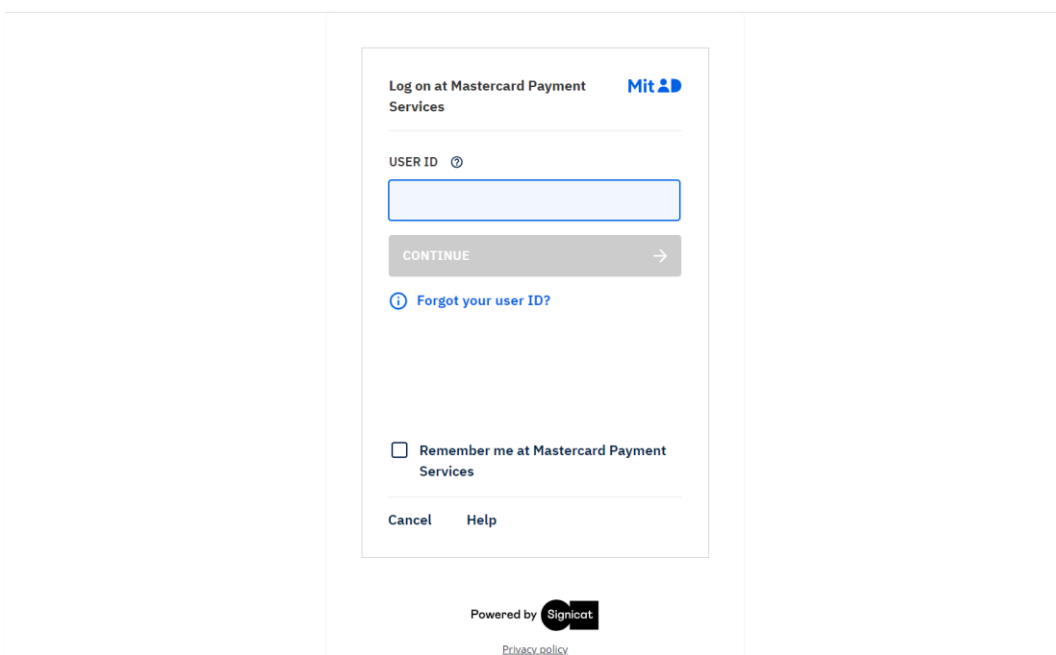 Log on at Mastercard Payment
Services
Mit
USER ID
CONTINUE
Forgot your user ID?
Remember me at Mastercard Payment
Services
Cancel Help
Powered by Signicat
Privacy policy